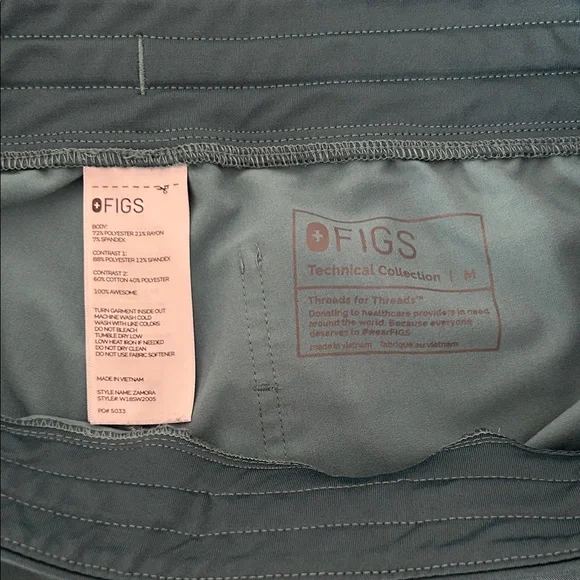 FIGS
BODY:
72% POLYESTER 21% RAYON
7% SPANDEX
CONTRAST 1:
88% POLYESTER 12% SPANDEX
CONTRAST 2:
60% COTTON 40% POLYESTER
100% AWESOME
TURN GARMENT INSIDE OUT
MACHINE WASH COLD
WASH WITH LIKE COLORS
DO NOT BLEACH
TUMBLE DRY LOW
LOW HEAT IRON IF NEEDED
DO NOT DRY CLEAN
DO NOT USE FABRIC SOFTENER
MADE IN VIETNAM
STYLE NAME: ZAMORA
STYLE#: W18SW2005
PO# 5033
FIGS
Technical Collection | M
Threads for Threads™
Donating to healthcare providers in need
around the world. Because everyone
deserves to #wearFIGS.
made in vietnam fabrique au vietnam